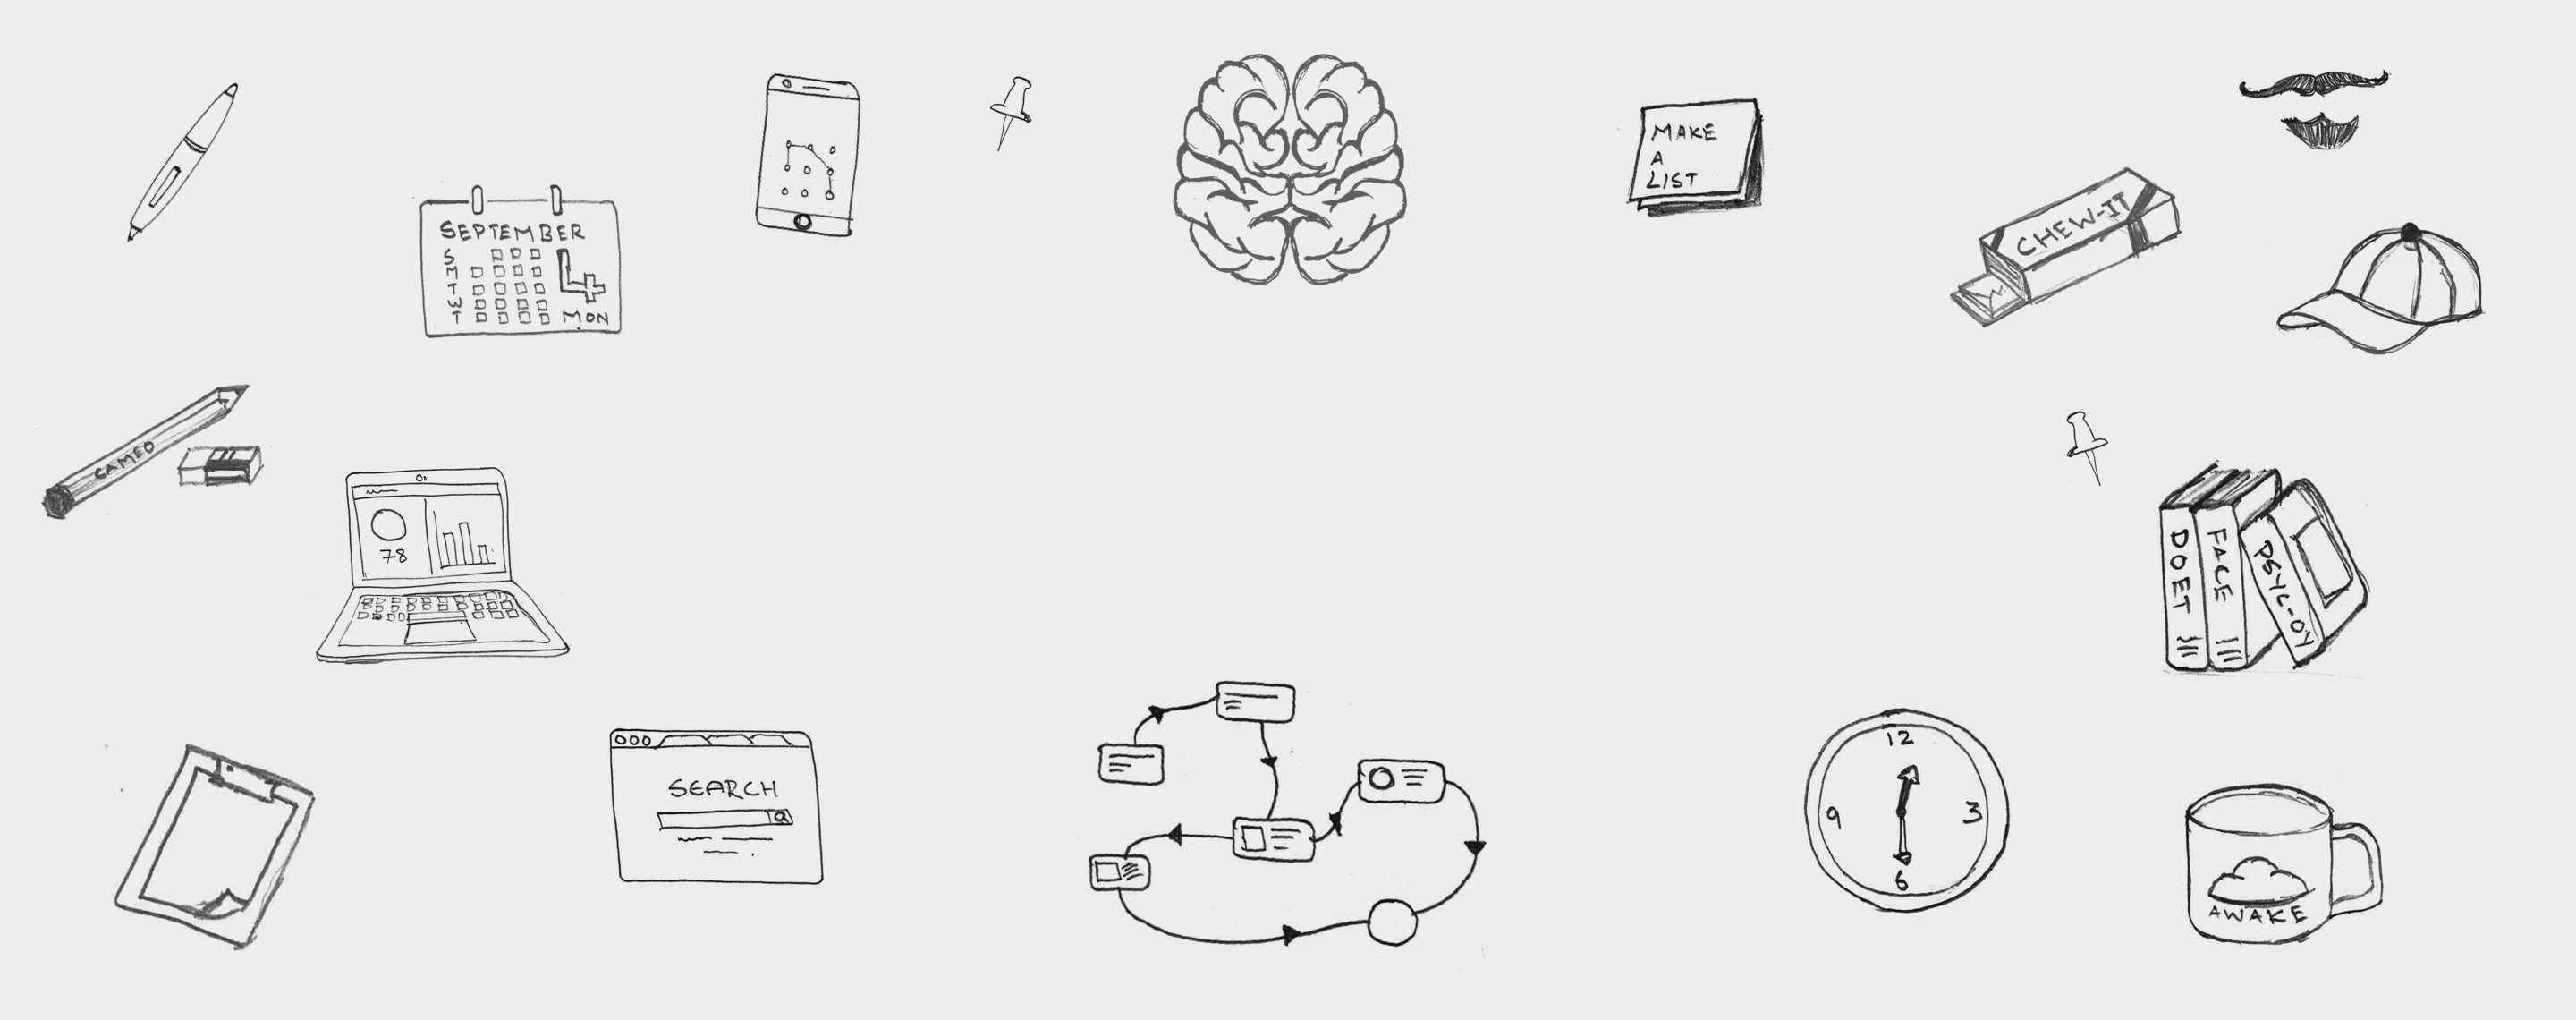 SEPTEMBER
S
M
T
W
T
4
MON
MAKE
A
LIST
CHEW-IT
CAMEO
78
DOET
FACE
PSYC-OY
SEARCH
12
9
3
6
AWAKE